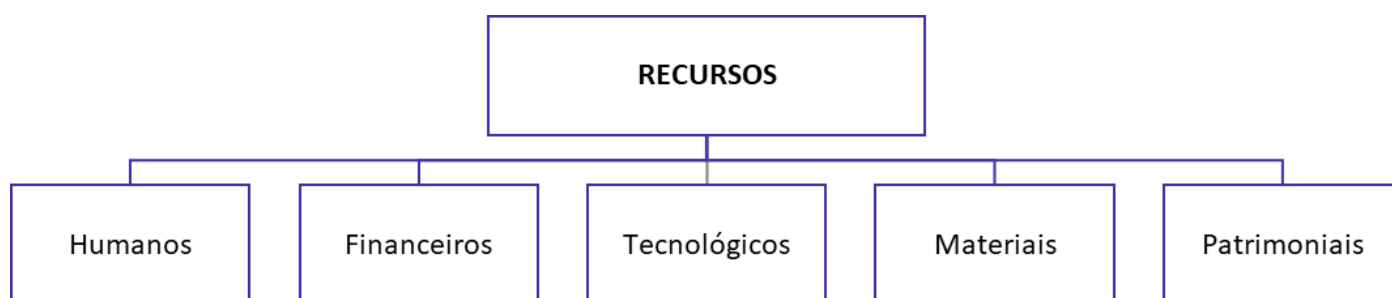 RECURSOS
Humanos
Financeiros
Tecnológicos
Materiais
Patrimoniais